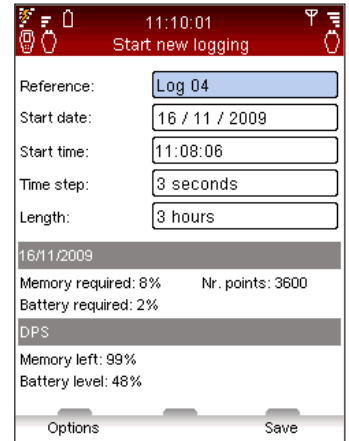 11:10:01
Start new logging
Reference: Log 04
Start date: 16 / 11 / 2009
Start time: 11:08:06
Time step: 3 seconds
Length: 3 hours
16/11/2009
Memory required: 8% Nr. points: 3600
Battery required: 2%
DPS
Memory left: 99%
Battery level: 48%
Options Save